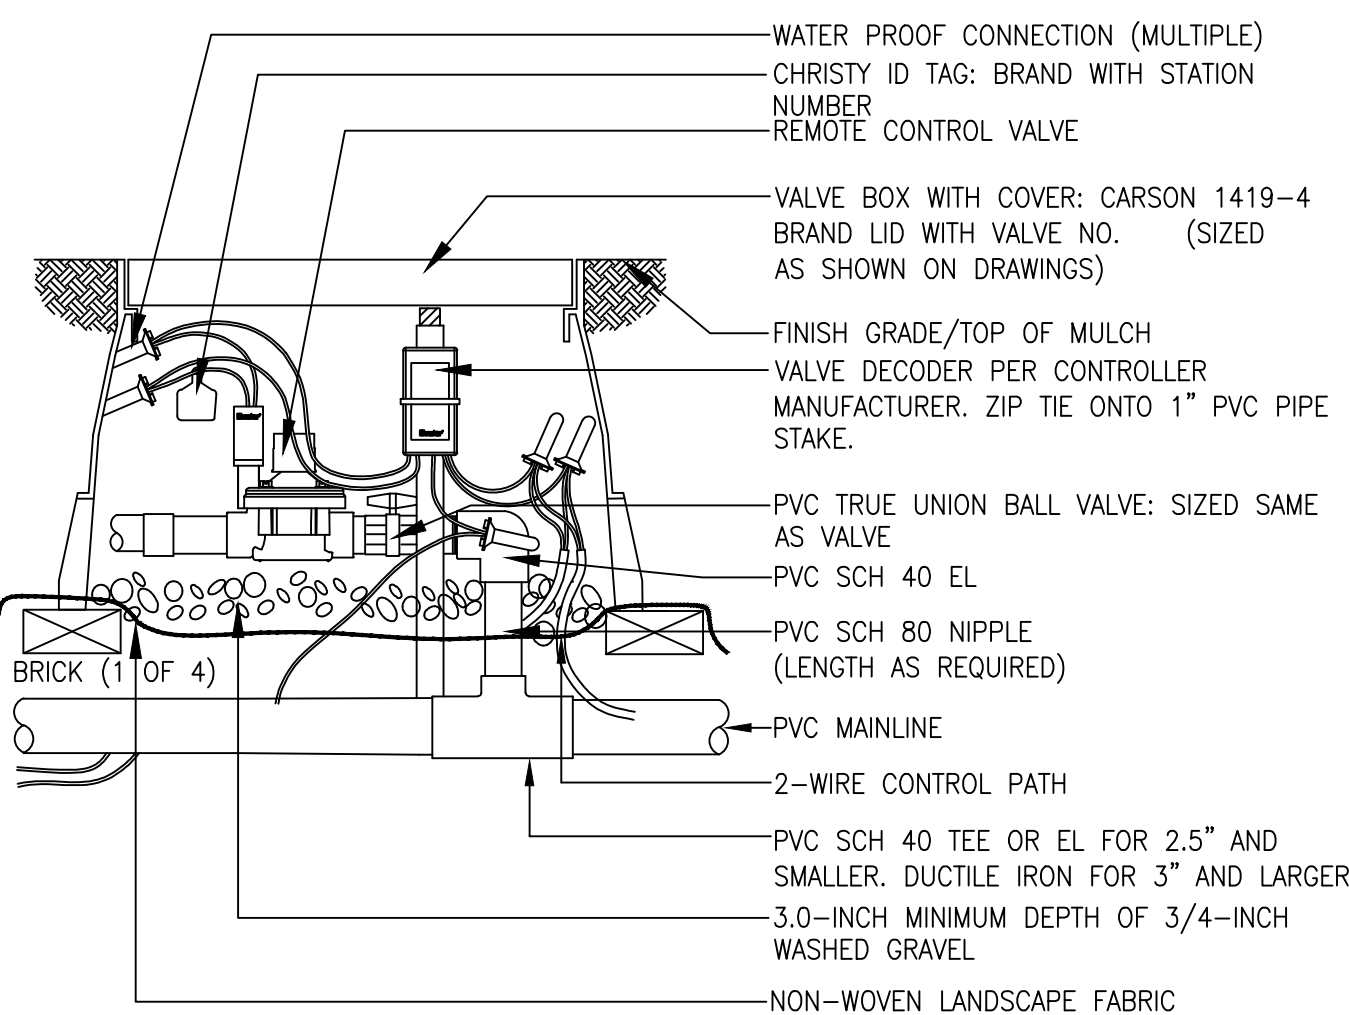 WATER PROOF CONNECTION (MULTIPLE)
CHRISTY ID TAG: BRAND WITH STATION
NUMBER
REMOTE CONTROL VALVE
VALVE BOX WITH COVER: CARSON 1419-4
BRAND LID WITH VALVE NO. (SIZED
AS SHOWN ON DRAWINGS)
FINISH GRADE/TOP OF MULCH
VALVE DECODER PER CONTROLLER
MANUFACTURER. ZIP TIE ONTO 1" PVC PIPE
STAKE.
PVC TRUE UNION BALL VALVE: SIZED SAME
AS VALVE
PVC SCH 40 EL
PVC SCH 80 NIPPLE
(LENGTH AS REQUIRED)
BRICK (1 OF 4)
PVC MAINLINE
2-WIRE CONTROL PATH
PVC SCH 40 TEE OR EL FOR 2.5" AND
SMALLER. DUCTILE IRON FOR 3" AND LARGER
3.0-INCH MINIMUM DEPTH OF 3/4-INCH
WASHED GRAVEL
NON-WOVEN LANDSCAPE FABRIC